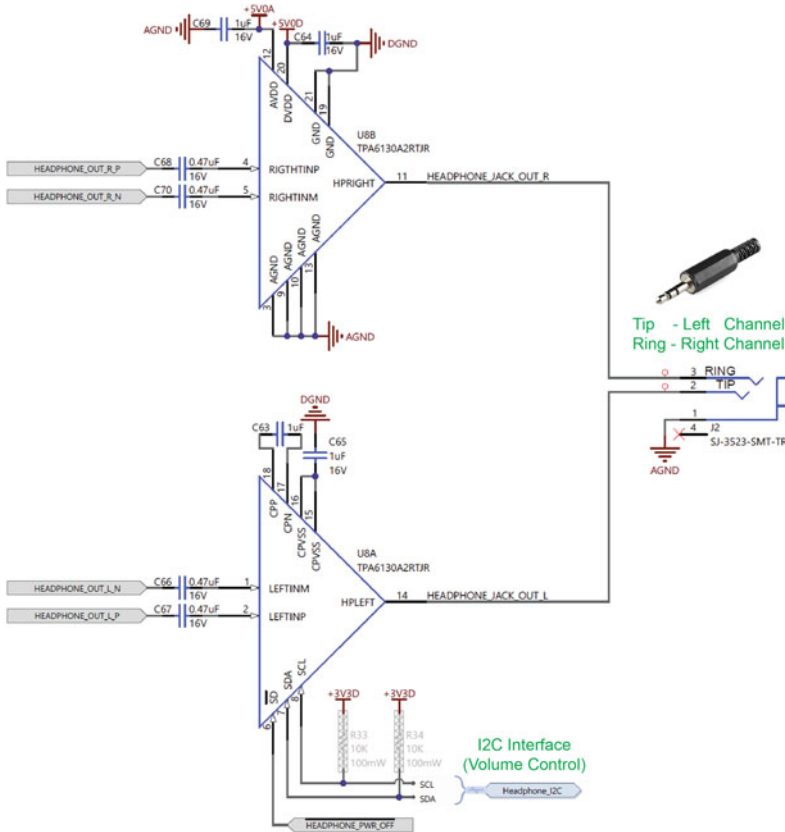 +5V0A
C69
1uF
16V
AGND
+5V0D
C64
1uF
16V
DGND
12
20
21
19
AVDD
DVDD
GND
GND
U8B
TPA6130A2RTJR
HEADPHONE_OUT_R_P
C68
0.47uF
16V
4
RIGTHTINP
HEADPHONE_OUT_R_N
C70
0.47uF
16V
5
RIGHTINM
HPRIGHT
11
HEADPHONE_JACK_OUT_R
AGND
AGND
AGND
AGND
3
9
10
13
AGND
Tip - Left Channel
Ring - Right Channel
3 RING
2 TIP
1
4
J2
SJ-3523-SMT-TR
AGND
DGND
C63
1uF
C65
1uF
16V
18
17
16
15
CPP
CPN
CPVSS
CPVSS
U8A
TPA6130A2RTJR
HEADPHONE_OUT_L_N
C66
0.47uF
16V
1
LEFTINM
HEADPHONE_OUT_L_P
C67
0.47uF
16V
2
LEFTINP
HPLEFT
14
HEADPHONE_JACK_OUT_L
SD
SDA
SCL
6
7
8
+3V3D
+3V3D
R33
10K
100mW
R34
10K
100mW
I2C Interface
(Volume Control)
SCL
SDA
Headphone_I2C
HEADPHONE_PWR_OFF